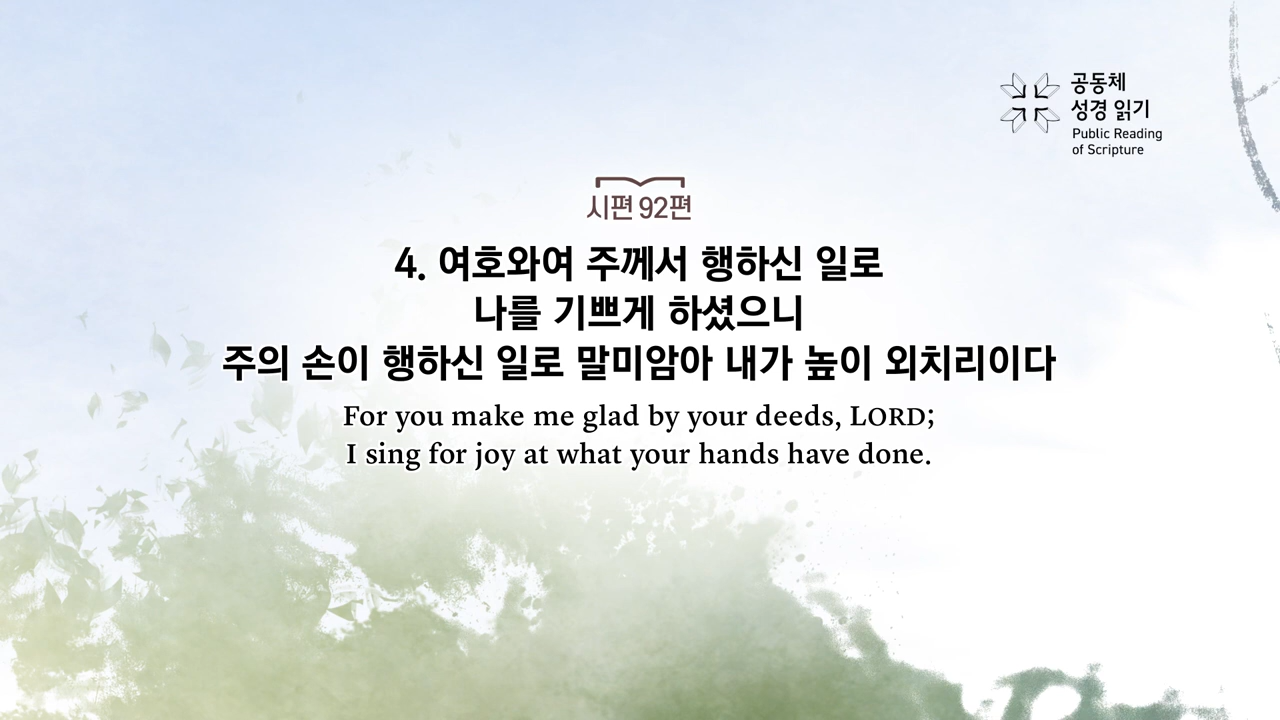 공동체
성경 읽기
Public Reading
of Scripture
시편 92편
4. 여호와여 주께서 행하신 일로
나를 기쁘게 하셨으니
주의 손이 행하신 일로 말미암아 내가 높이 외치리이다
For you make me glad by your deeds, LORD;
I sing for joy at what your hands have done.